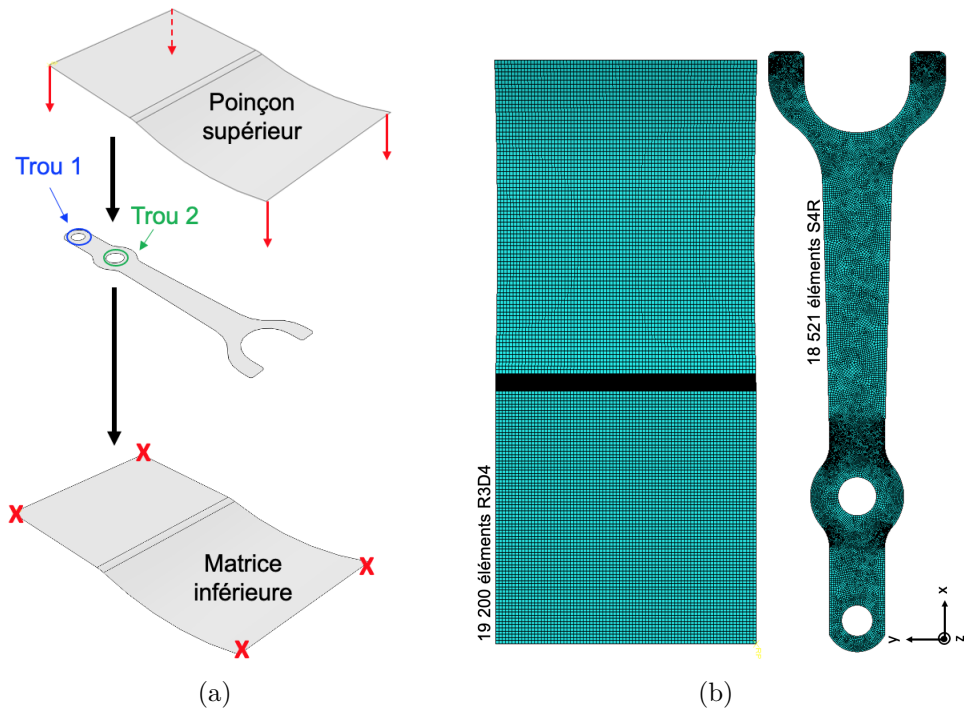 Poinçon
supérieur
Trou 1
Trou 2
Matrice
inférieure
X
X
X
X
(a)
19 200 éléments R3D4
18 521 éléments S4R
x
y
z
(b)